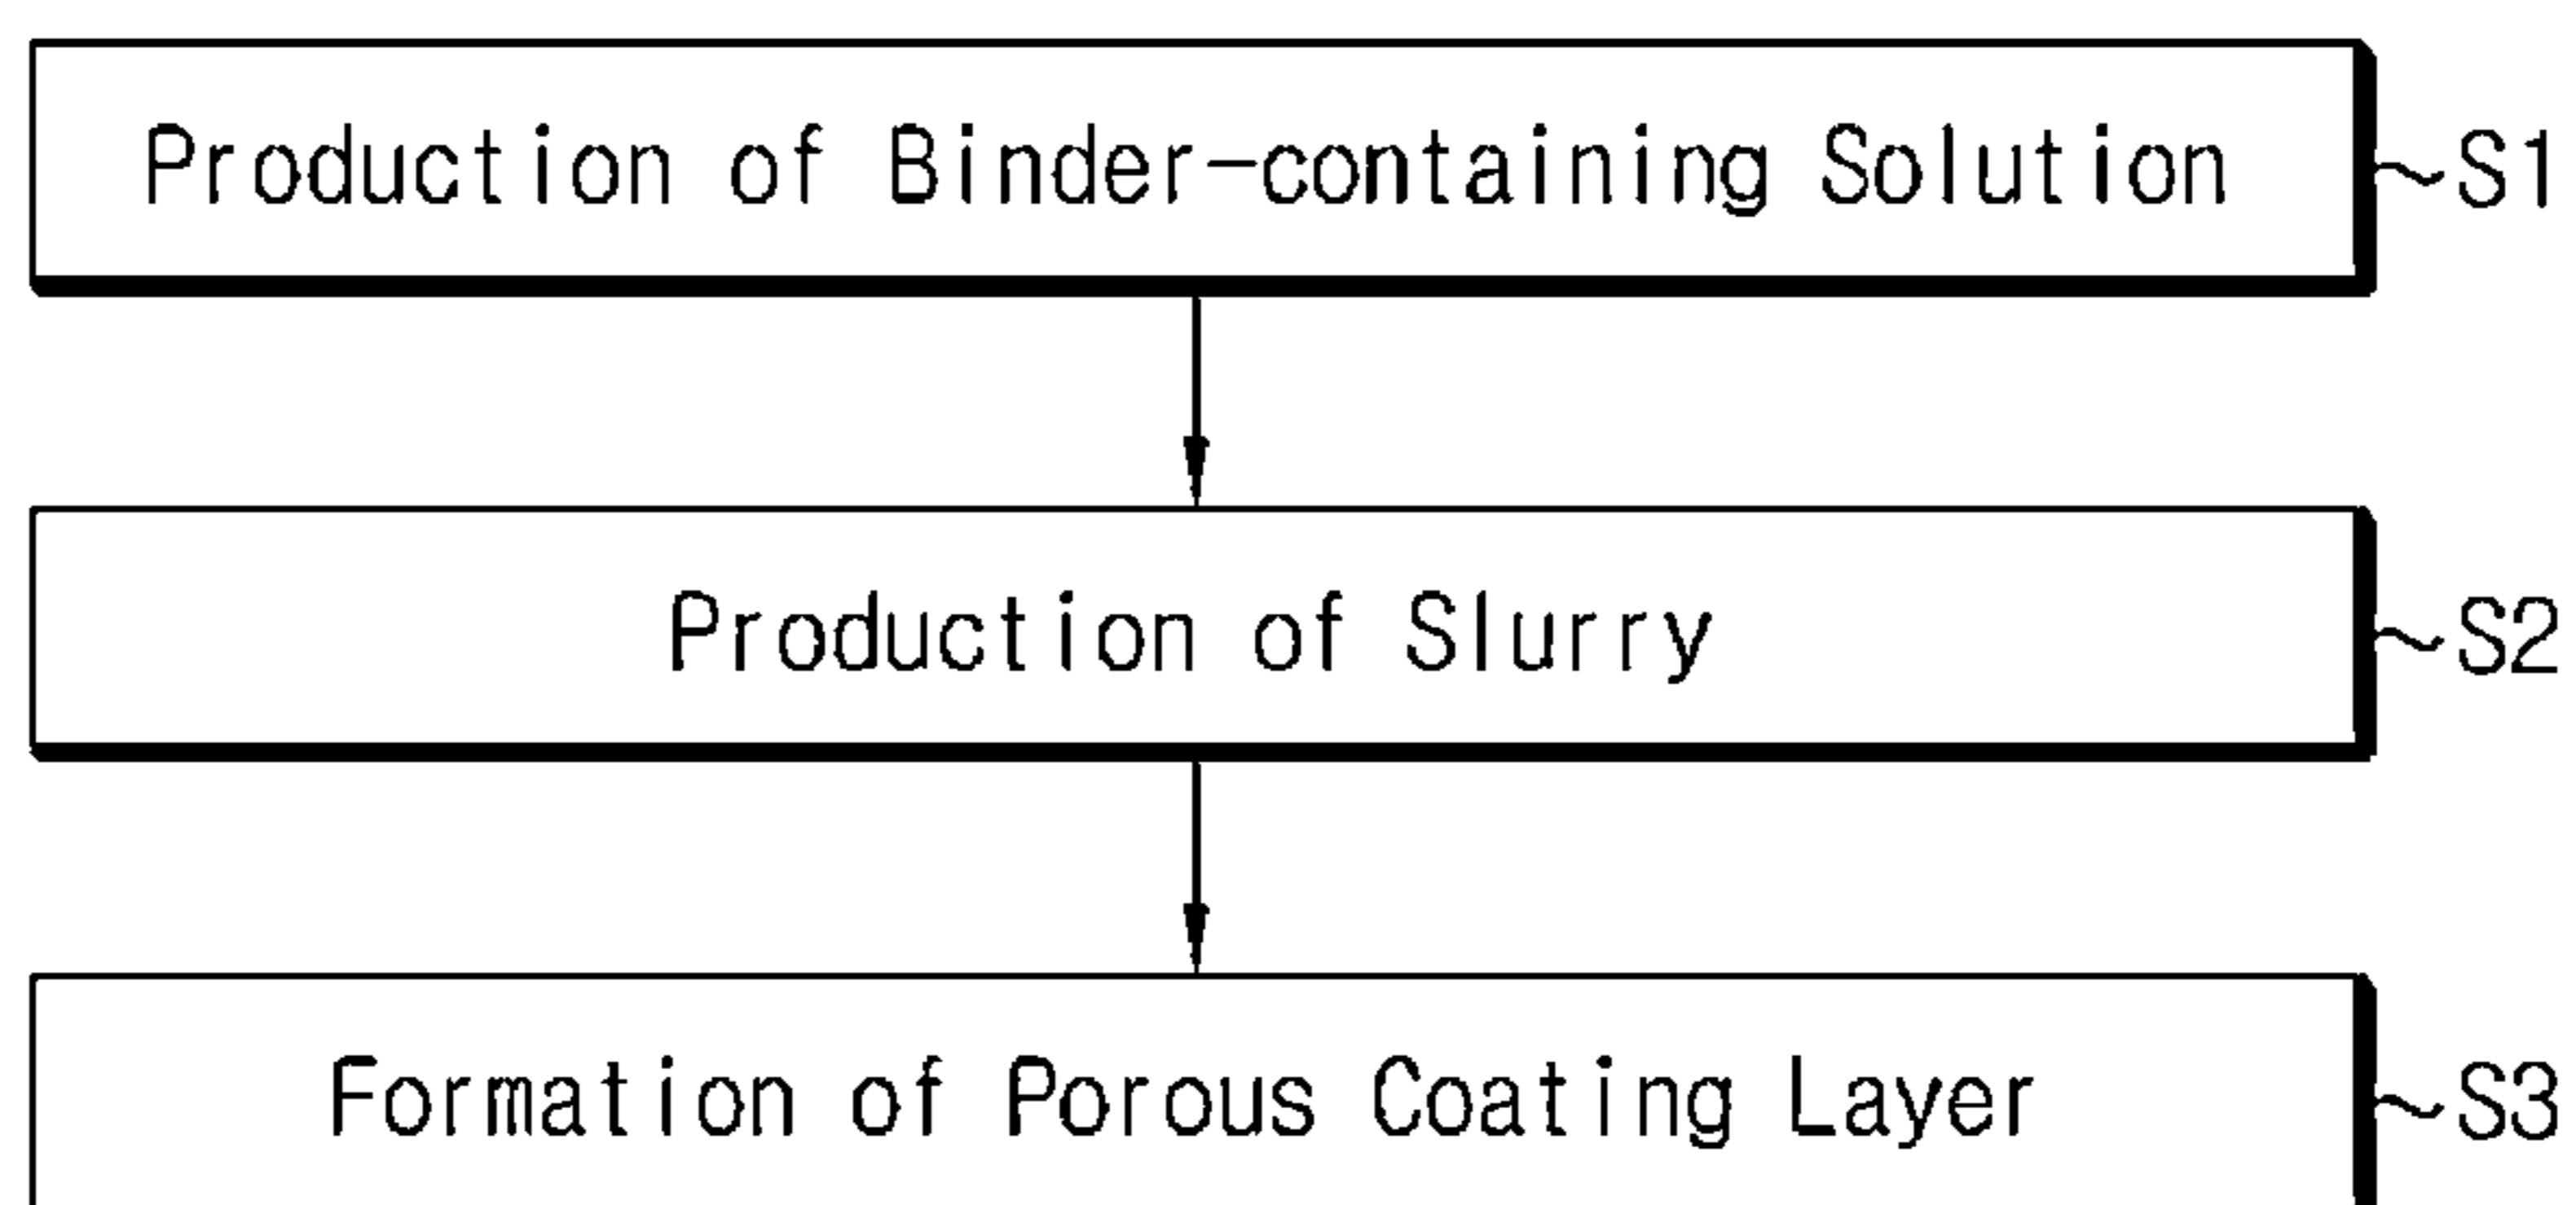 Production of Binder-containing Solution
S1
Production of Slurry
S2
Formation of Porous Coating Layer
S3